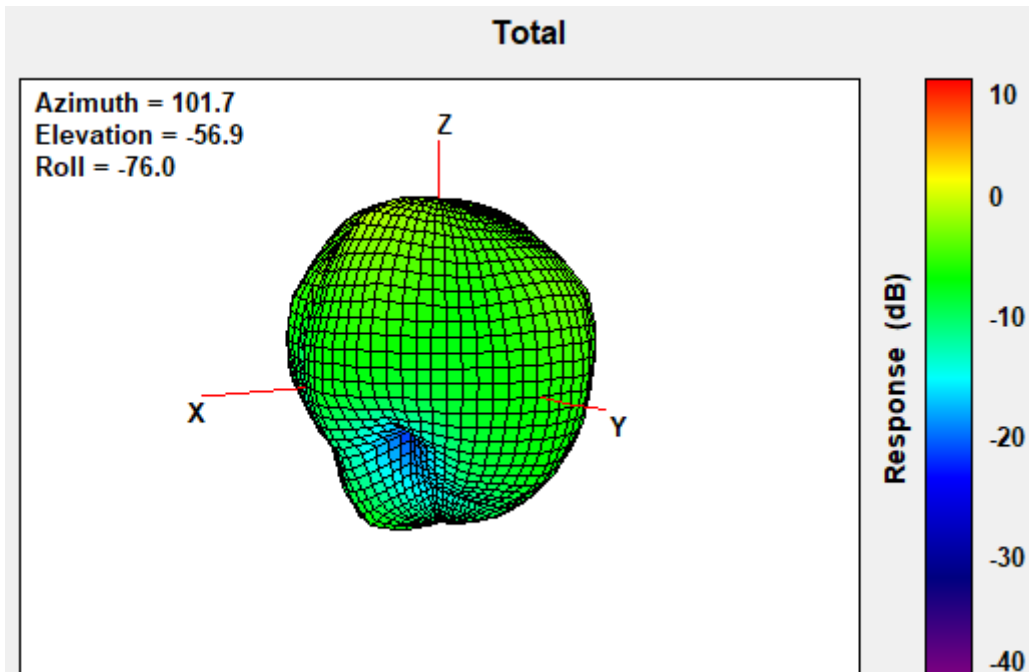 Total
Azimuth = 101.7
Elevation = -56.9
Roll = -76.0
Z
X
Y
Response (dB)
10
0
-10
-20
-30
-40